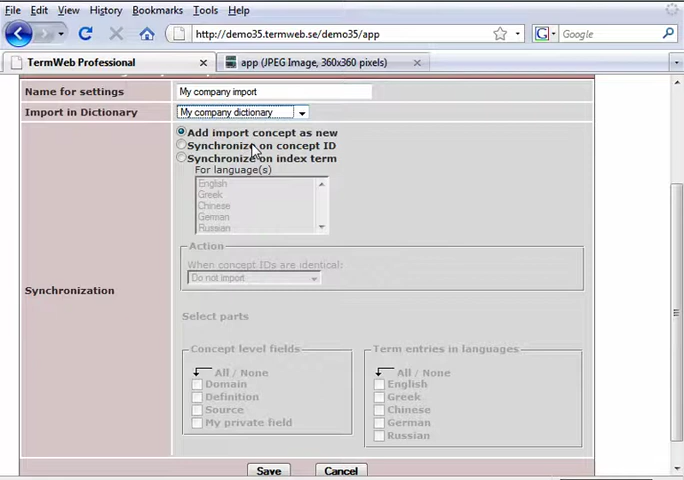 File Edit View History Bookmarks Tools Help
http://demo35.termweb.se/demo35/app
G Google
TermWeb Professional
app (JPEG Image, 360x360 pixels)
Name for settings My company import
Import in Dictionary My company dictionary
Add import concept as new
Synchronize on concept ID
Synchronize on index term
For language(s)
English
Greek
Chinese
German
Russian
Action
When concept IDs are identical:
Do not import
Synchronization
Select parts
Concept level fields
All / None
Domain
Definition
Source
My private field
Term entries in languages
All / None
English
Greek
Chinese
German
Russian
Save Cancel